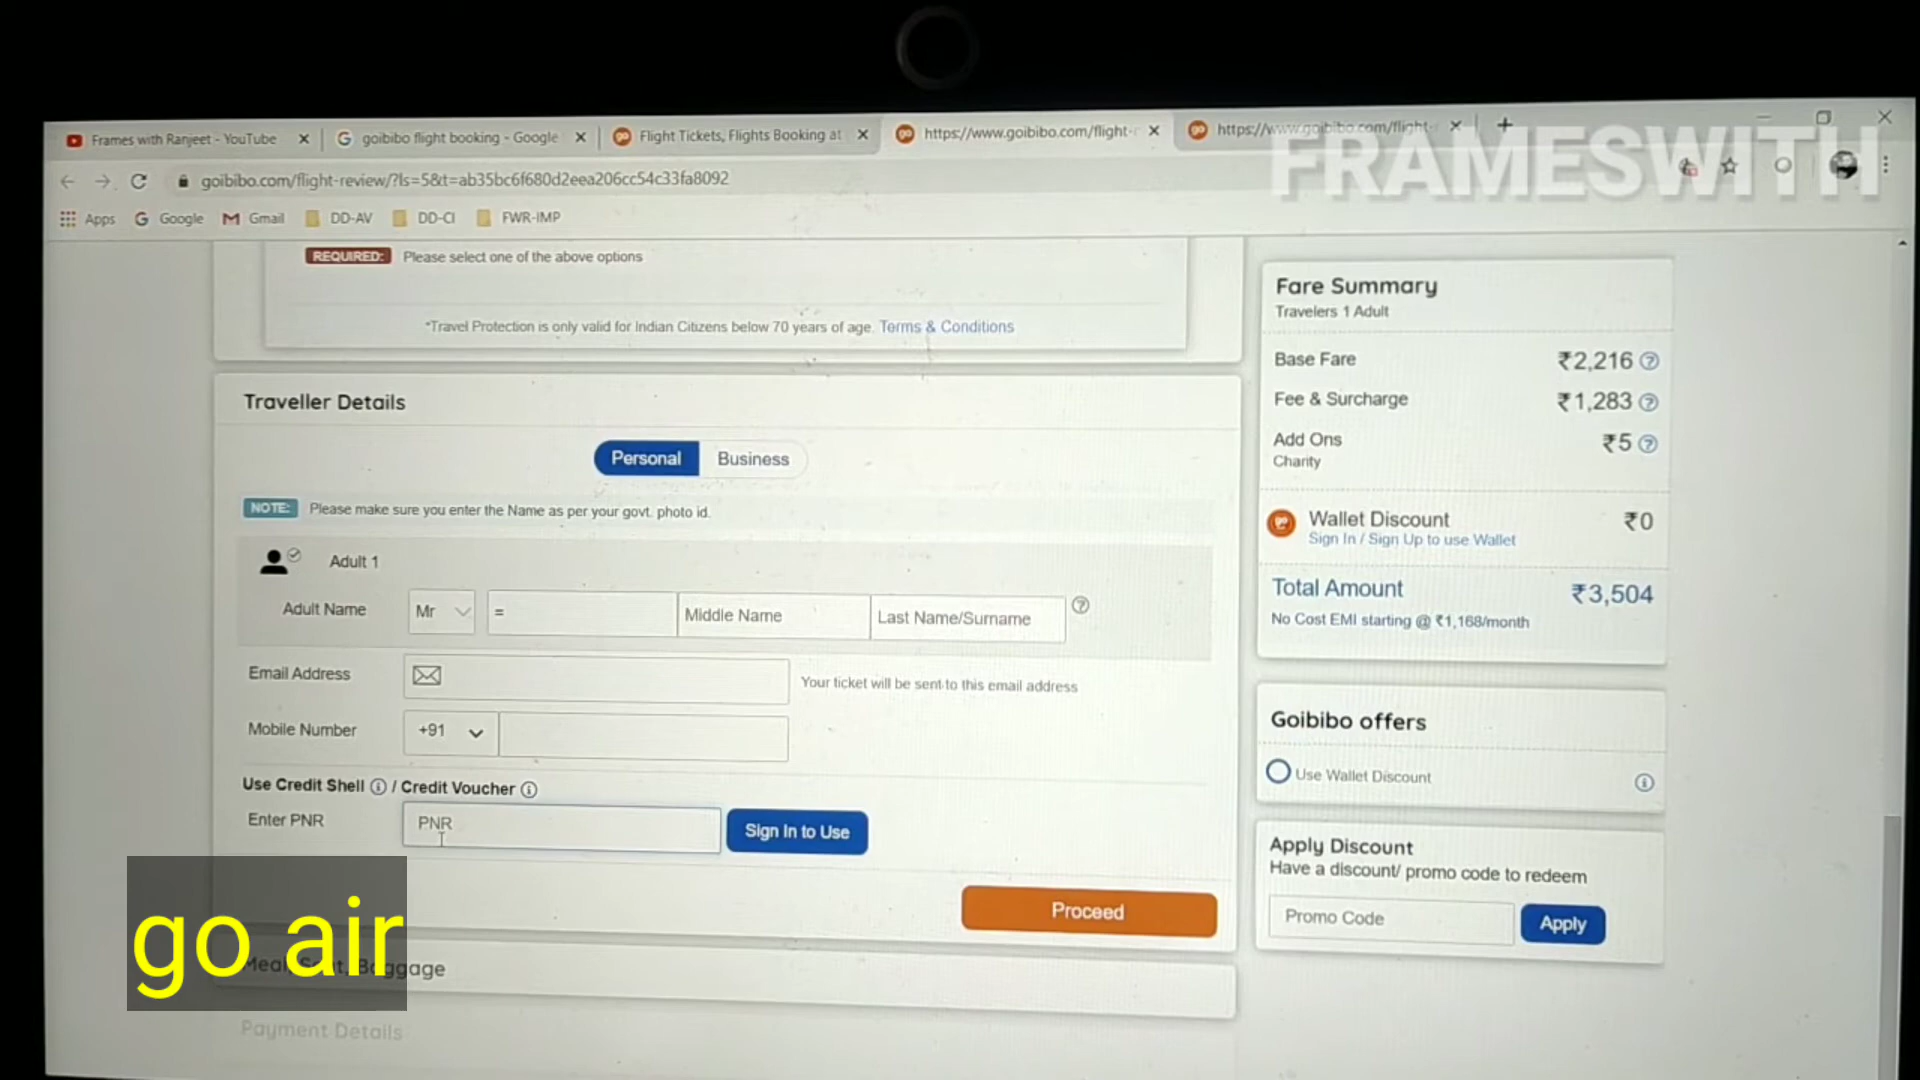 Frames with Ranjeet - YouTube
goibibo flight booking - Google
Flight Tickets, Flights Booking at
https://www.goibibo.com/flight-
https://www.goibibo.com/flight-
FRAMESWITH
goibibo.com/flight-review/?ls=5&t=ab35bc6f680d2eea206cc54c33fa8092
Apps Google Gmail DD-AV DD-CI FWR-IMP
REQUIRED: Please select one of the above options
*Travel Protection is only valid for Indian Citizens below 70 years of age. Terms & Conditions
Traveller Details
Personal Business
NOTE: Please make sure you enter the Name as per your govt. photo id.
Adult 1
Adult Name Mr = Middle Name Last Name/Surname
Email Address Your ticket will be sent to this email address
Mobile Number +91
Use Credit Shell / Credit Voucher
Enter PNR PNR Sign In to Use
Proceed
go air
Meal, Seat, Baggage
Payment Details
Fare Summary
Travelers 1 Adult
Base Fare ₹2,216
Fee & Surcharge ₹1,283
Add Ons ₹5
Charity
Wallet Discount ₹0
Sign In / Sign Up to use Wallet
Total Amount ₹3,504
No Cost EMI starting @ ₹1,168/month
Goibibo offers
Use Wallet Discount
Apply Discount
Have a discount/ promo code to redeem
Promo Code Apply